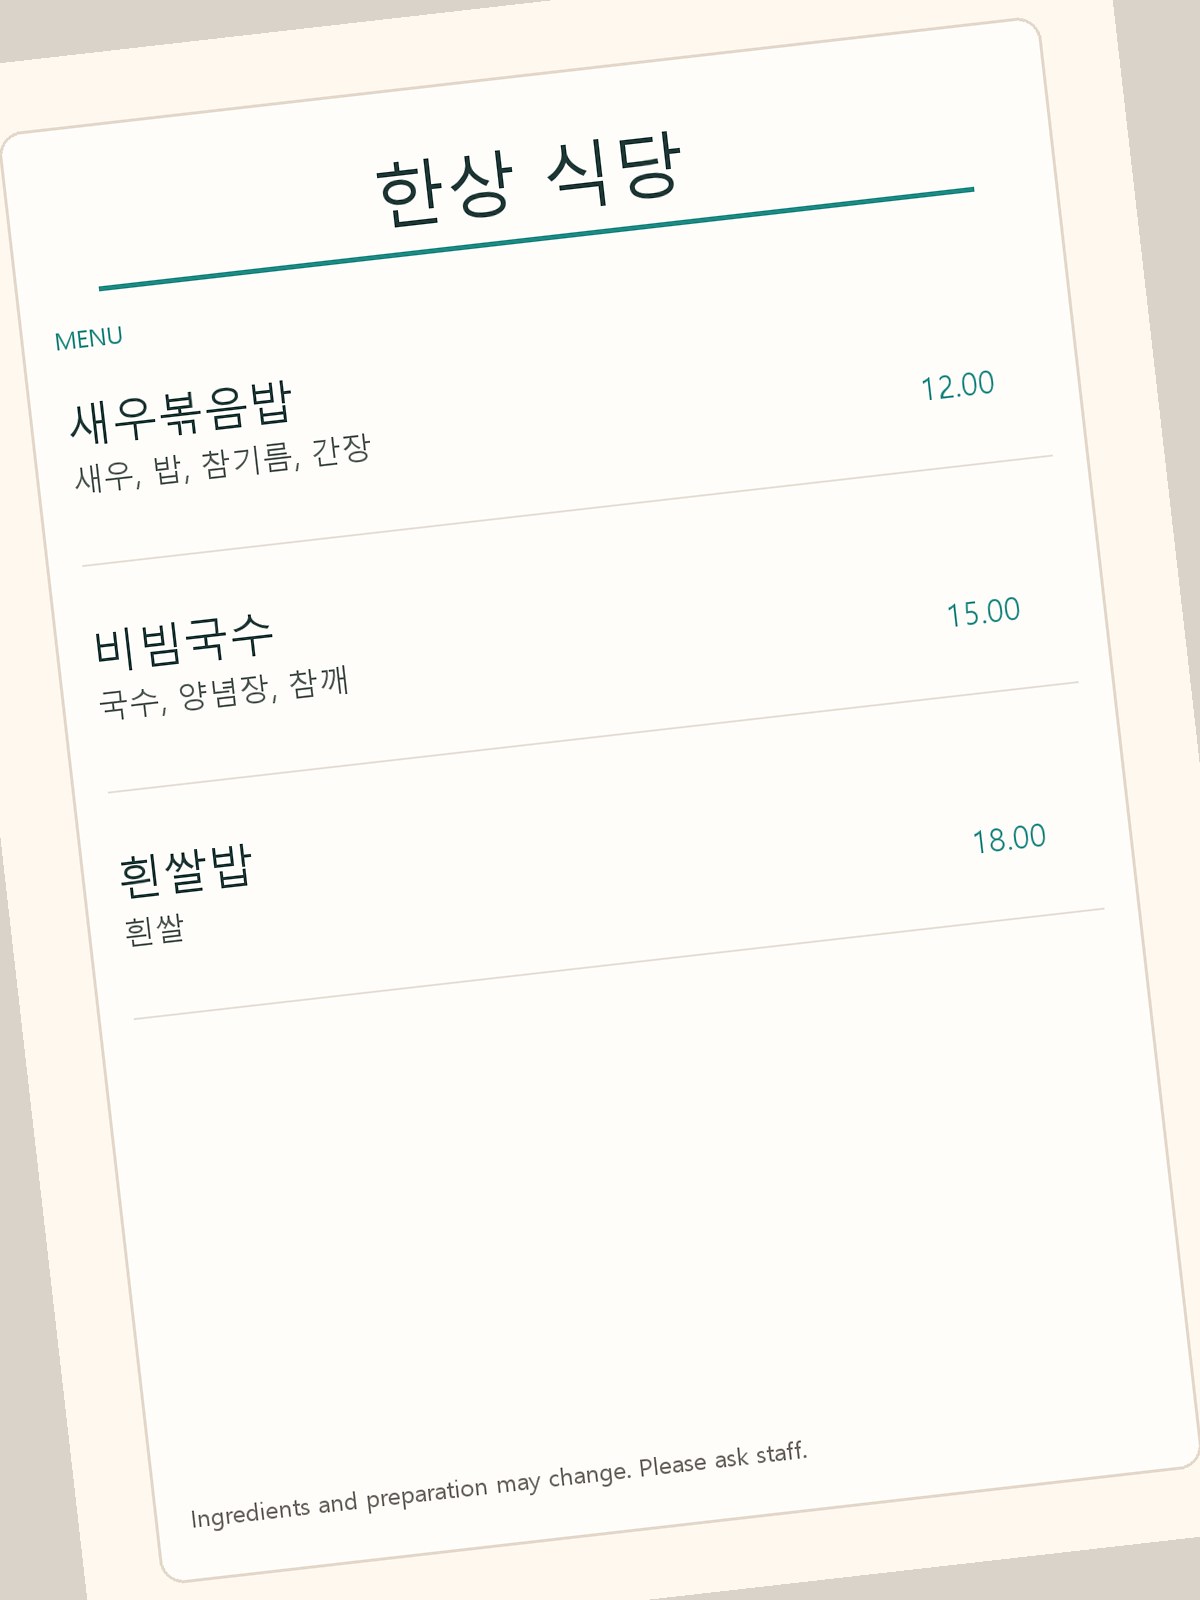 한상 식당
MENU
새우볶음밥
12.00
새우, 밥, 참기름, 간장
비빔국수
15.00
국수, 양념장, 참깨
흰쌀밥
18.00
흰쌀
Ingredients and preparation may change. Please ask staff.